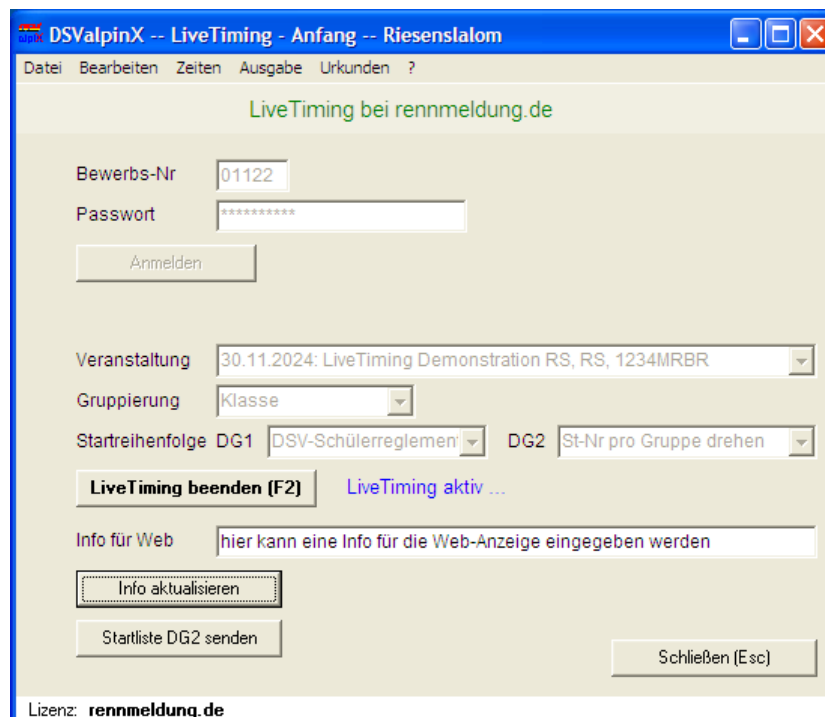 alpin DSValpinX -- LiveTiming - Anfang -- Riesenslalom
Datei Bearbeiten Zeiten Ausgabe Urkunden ?
LiveTiming bei rennmeldung.de
Bewerbs-Nr 01122
Passwort **********
Anmelden
Veranstaltung 30.11.2024: LiveTiming Demonstration RS, RS, 1234MRBR
Gruppierung Klasse
Startreihenfolge DG1 DSV-Schülerreglement DG2 St-Nr pro Gruppe drehen
LiveTiming beenden (F2) LiveTiming aktiv ...
Info für Web hier kann eine Info für die Web-Anzeige eingegeben werden
Info aktualisieren
Startliste DG2 senden
Schließen (Esc)
Lizenz: rennmeldung.de